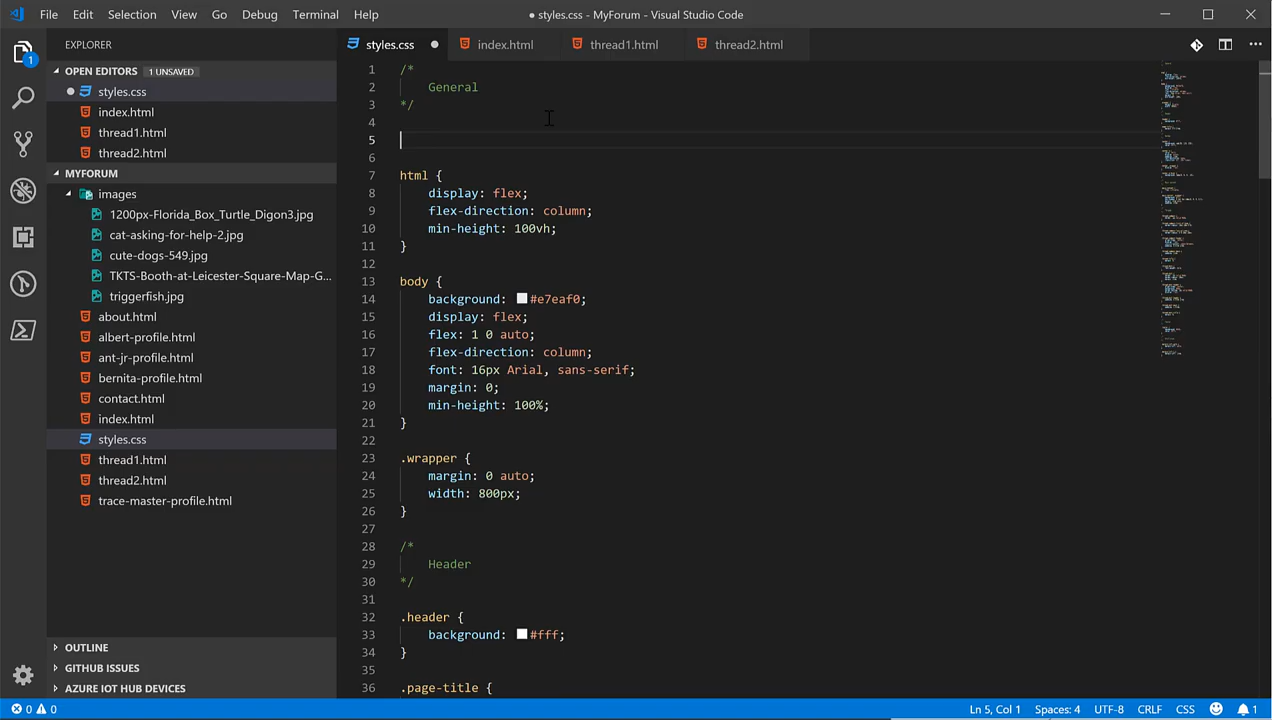 File Edit Selection View Go Debug Terminal Help
● styles.css - MyForum - Visual Studio Code
EXPLORER
OPEN EDITORS 1 UNSAVED
styles.css
index.html
thread1.html
thread2.html
MYFORUM
images
1200px-Florida_Box_Turtle_Digon3.jpg
cat-asking-for-help-2.jpg
cute-dogs-549.jpg
TKTS-Booth-at-Leicester-Square-Map-G...
triggerfish.jpg
about.html
albert-profile.html
ant-jr-profile.html
bernita-profile.html
contact.html
index.html
styles.css
thread1.html
thread2.html
trace-master-profile.html
OUTLINE
GITHUB ISSUES
AZURE IOT HUB DEVICES
1
styles.css index.html thread1.html thread2.html
1 /*
2 General
3 */
4
5
6
7 html {
8 display: flex;
9 flex-direction: column;
10 min-height: 100vh;
11 }
12
13 body {
14 background: #e7eaf0;
15 display: flex;
16 flex: 1 0 auto;
17 flex-direction: column;
18 font: 16px Arial, sans-serif;
19 margin: 0;
20 min-height: 100%;
21 }
22
23 .wrapper {
24 margin: 0 auto;
25 width: 800px;
26 }
27
28 /*
29 Header
30 */
31
32 .header {
33 background: #fff;
34 }
35
36 .page-title {
0 0 Ln 5, Col 1 Spaces: 4 UTF-8 CRLF CSS 1